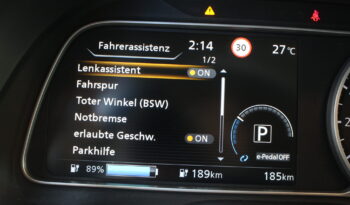 Fahrerassistenz 2:14 30 27°C
1/2
Lenkassistent ON
Fahrspur
Toter Winkel (BSW)
Notbremse
erlaubte Geschw. ON
Parkhilfe
P
e-Pedal OFF
89% 189km 185km